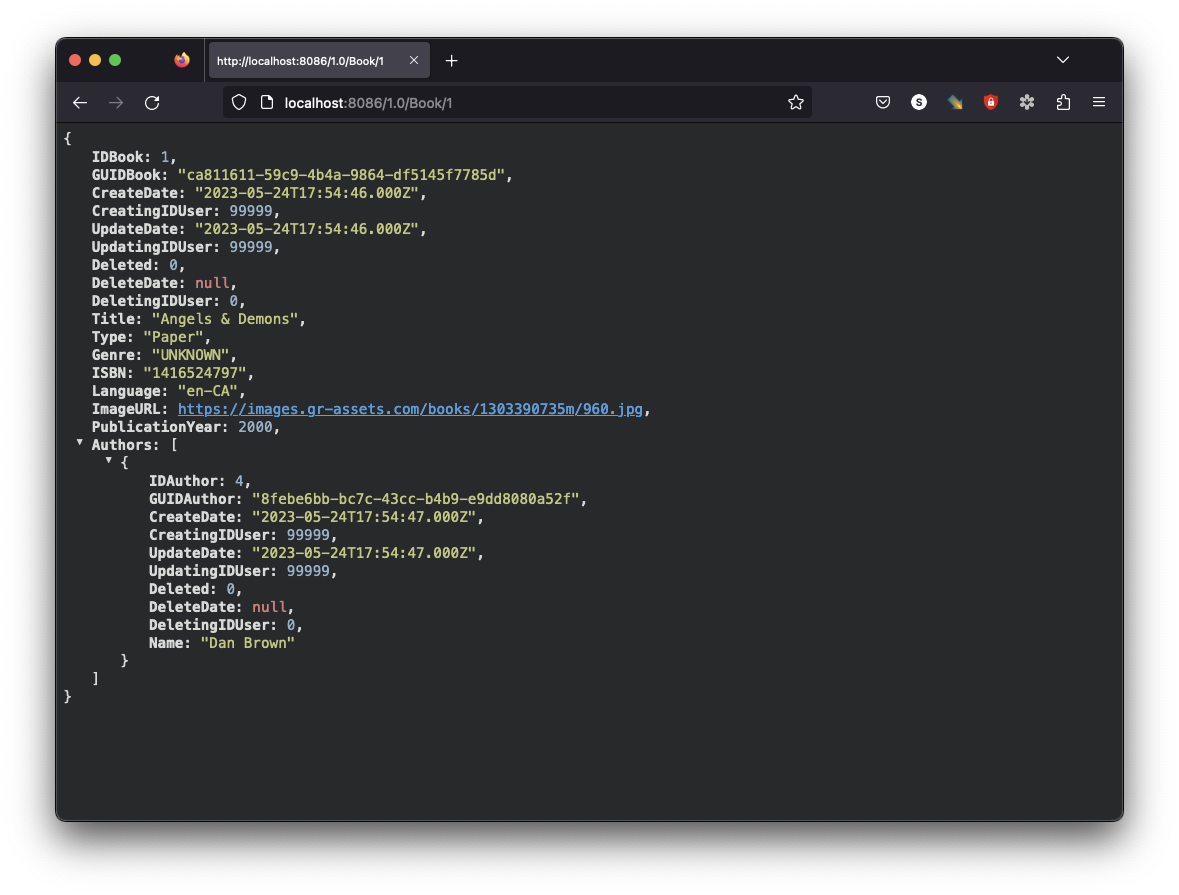 http://localhost:8086/1.0/Book/1
localhost:8086/1.0/Book/1
S
{
IDBook: 1,
GUIDBook: "ca811611-59c9-4b4a-9864-df5145f7785d",
CreateDate: "2023-05-24T17:54:46.000Z",
CreatingIDUser: 99999,
UpdateDate: "2023-05-24T17:54:46.000Z",
UpdatingIDUser: 99999,
Deleted: 0,
DeleteDate: null,
DeletingIDUser: 0,
Title: "Angels & Demons",
Type: "Paper",
Genre: "UNKNOWN",
ISBN: "1416524797",
Language: "en-CA",
ImageURL: https://images.gr-assets.com/books/1303390735m/960.jpg,
PublicationYear: 2000,
Authors: [
{
IDAuthor: 4,
GUIDAuthor: "8febe6bb-bc7c-43cc-b4b9-e9dd8080a52f",
CreateDate: "2023-05-24T17:54:47.000Z",
CreatingIDUser: 99999,
UpdateDate: "2023-05-24T17:54:47.000Z",
UpdatingIDUser: 99999,
Deleted: 0,
DeleteDate: null,
DeletingIDUser: 0,
Name: "Dan Brown"
}
]
}